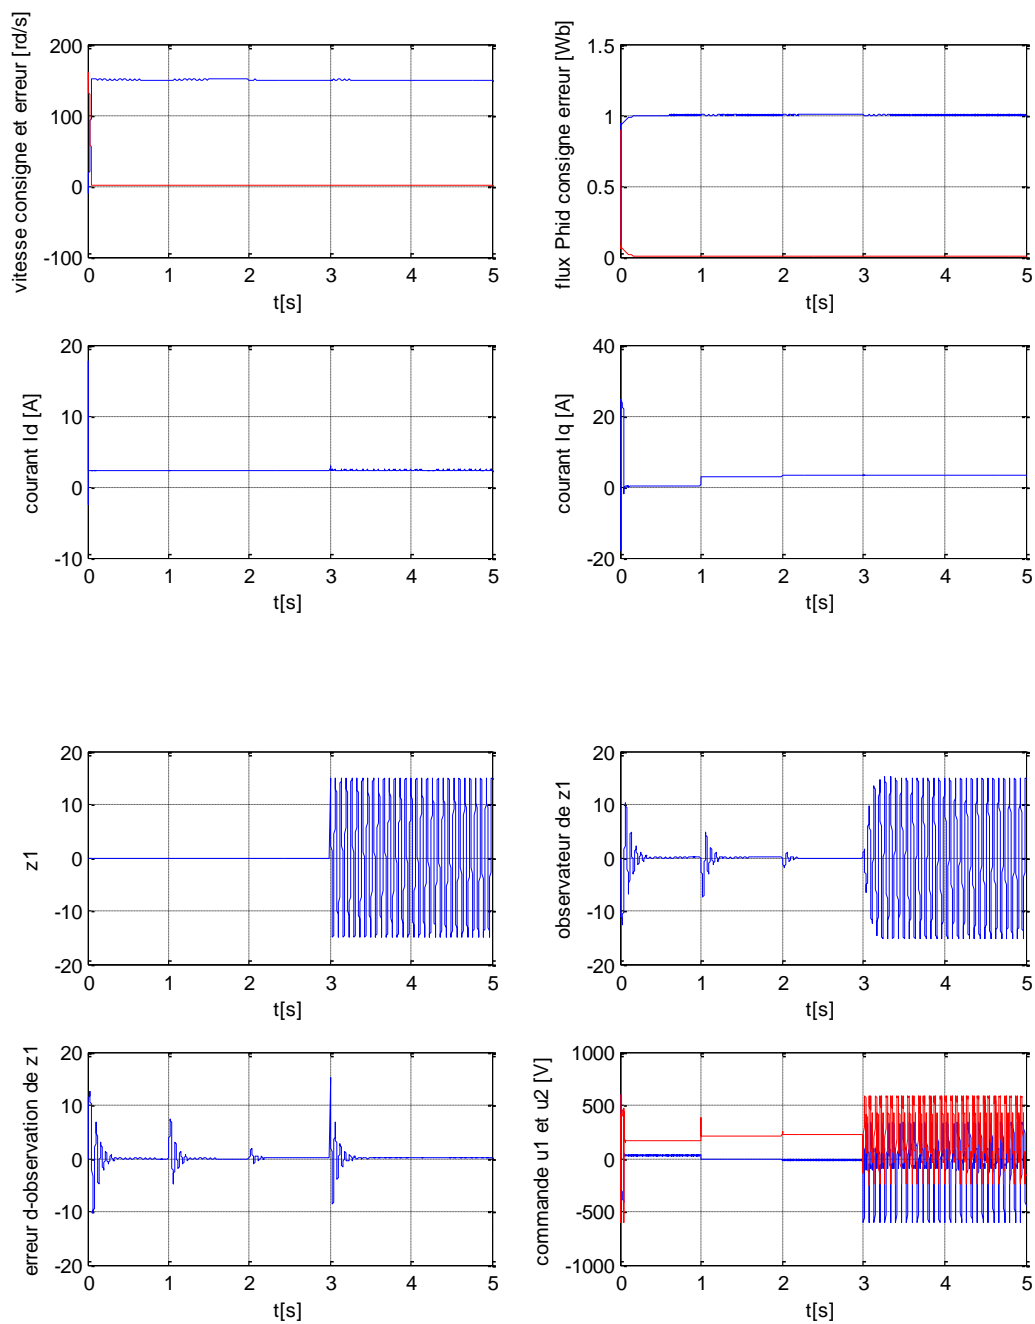 vitesse consigne et erreur [rd/s]
200
100
0
-100
0 1 2 3 4 5
t[s]
flux Phid consigne erreur [Wb]
1.5
1
0.5
0
0 1 2 3 4 5
t[s]
courant Id [A]
20
10
0
-10
0 1 2 3 4 5
t[s]
courant Iq [A]
40
20
0
-20
0 1 2 3 4 5
t[s]
z1
20
10
0
-10
-20
0 1 2 3 4 5
t[s]
observateur de z1
20
10
0
-10
-20
0 1 2 3 4 5
t[s]
erreur d-observation de z1
20
10
0
-10
-20
0 1 2 3 4 5
t[s]
commande u1 et u2 [V]
1000
500
0
-500
-1000
0 1 2 3 4 5
t[s]